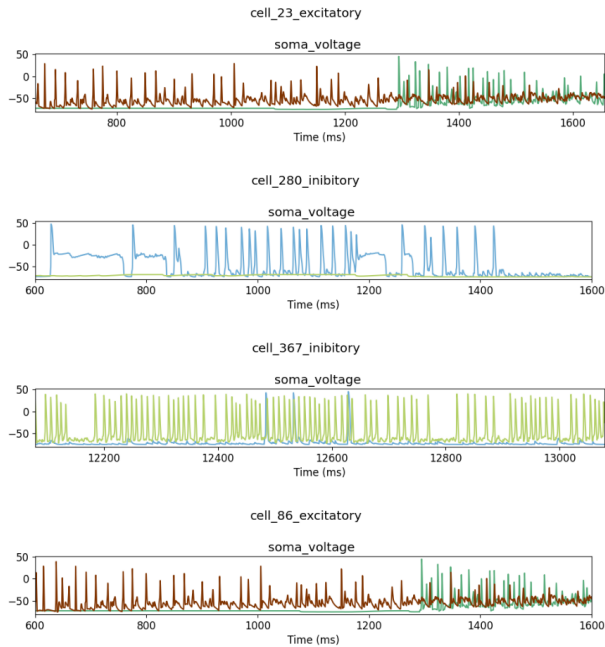 cell_23_excitatory
soma_voltage
50
0
−50
800 1000 1200 1400 1600
Time (ms)
cell_280_inibitory
soma_voltage
50
0
−50
600 800 1000 1200 1400 1600
Time (ms)
cell_367_inibitory
soma_voltage
50
0
−50
12200 12400 12600 12800 13000
Time (ms)
cell_86_excitatory
soma_voltage
50
0
−50
600 800 1000 1200 1400 1600
Time (ms)